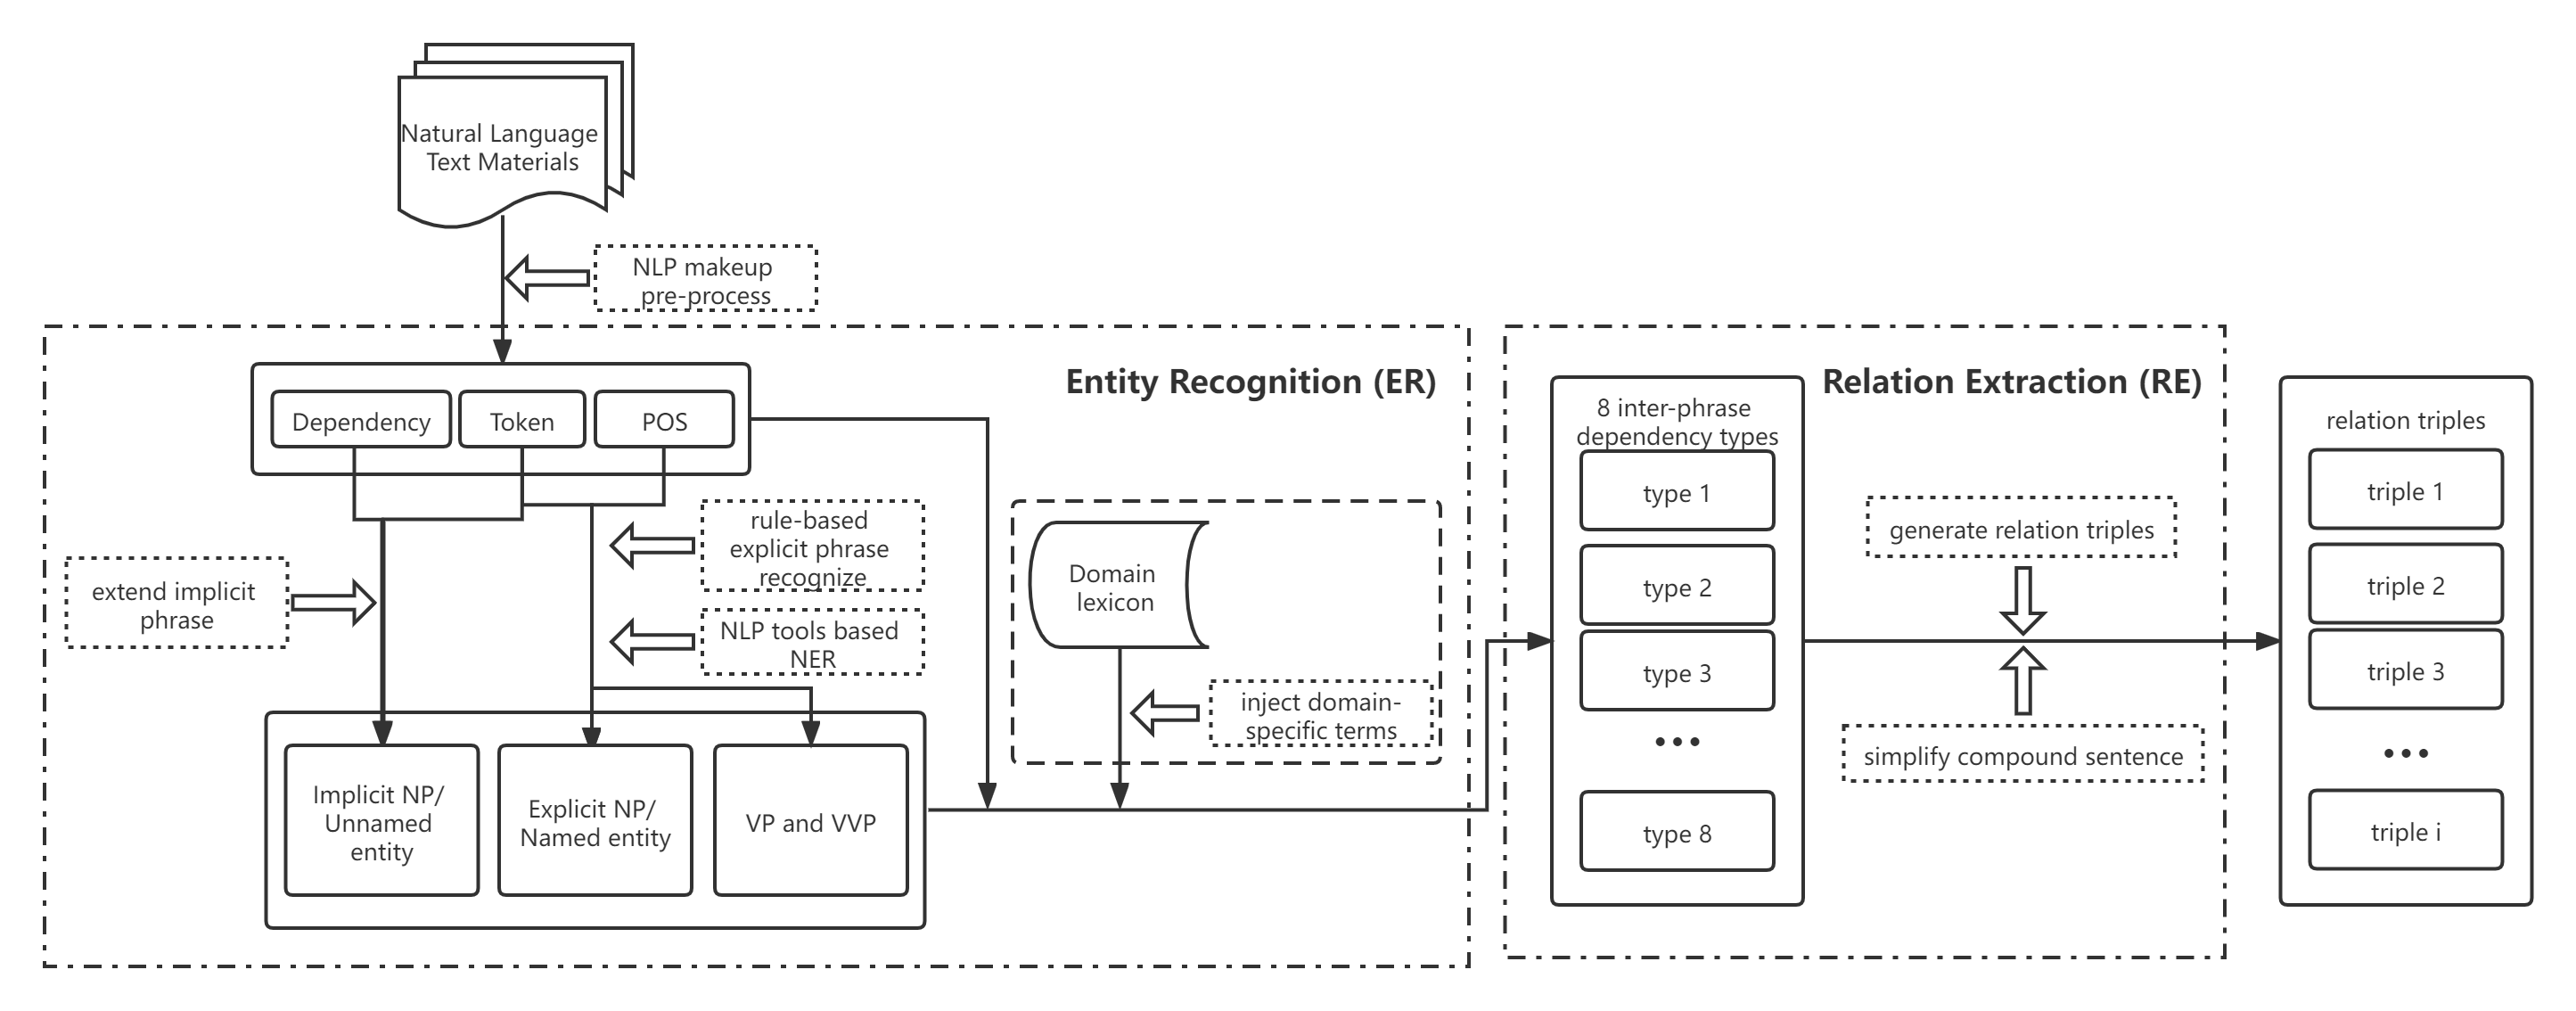 Natural Language
Text Materials
NLP makeup
pre-process
Entity Recognition (ER)
Dependency
Token
POS
rule-based
explicit phrase
recognize
extend implicit
phrase
NLP tools based
NER
Domain
lexicon
inject domain-
specific terms
Implicit NP/
Unnamed
entity
Explicit NP/
Named entity
VP and VVP
Relation Extraction (RE)
8 inter-phrase
dependency types
type 1
type 2
type 3
•••
type 8
generate relation triples
simplify compound sentence
relation triples
triple 1
triple 2
triple 3
•••
triple i